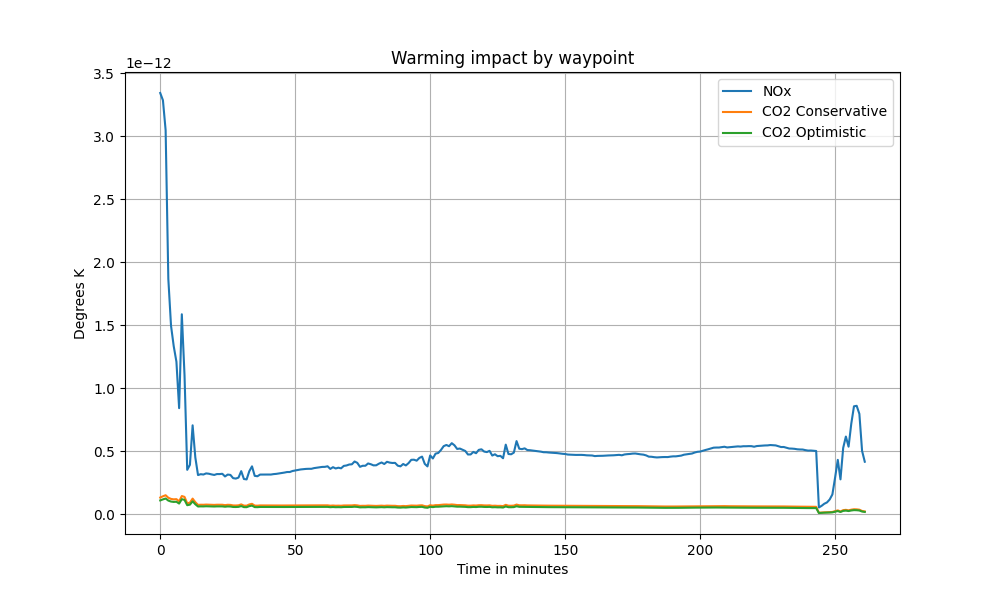 Warming impact by waypoint
1e−12
3.5
3.0
2.5
2.0
1.5
1.0
0.5
0.0
Degrees K
NOx
CO2 Conservative
CO2 Optimistic
0 50 100 150 200 250
Time in minutes